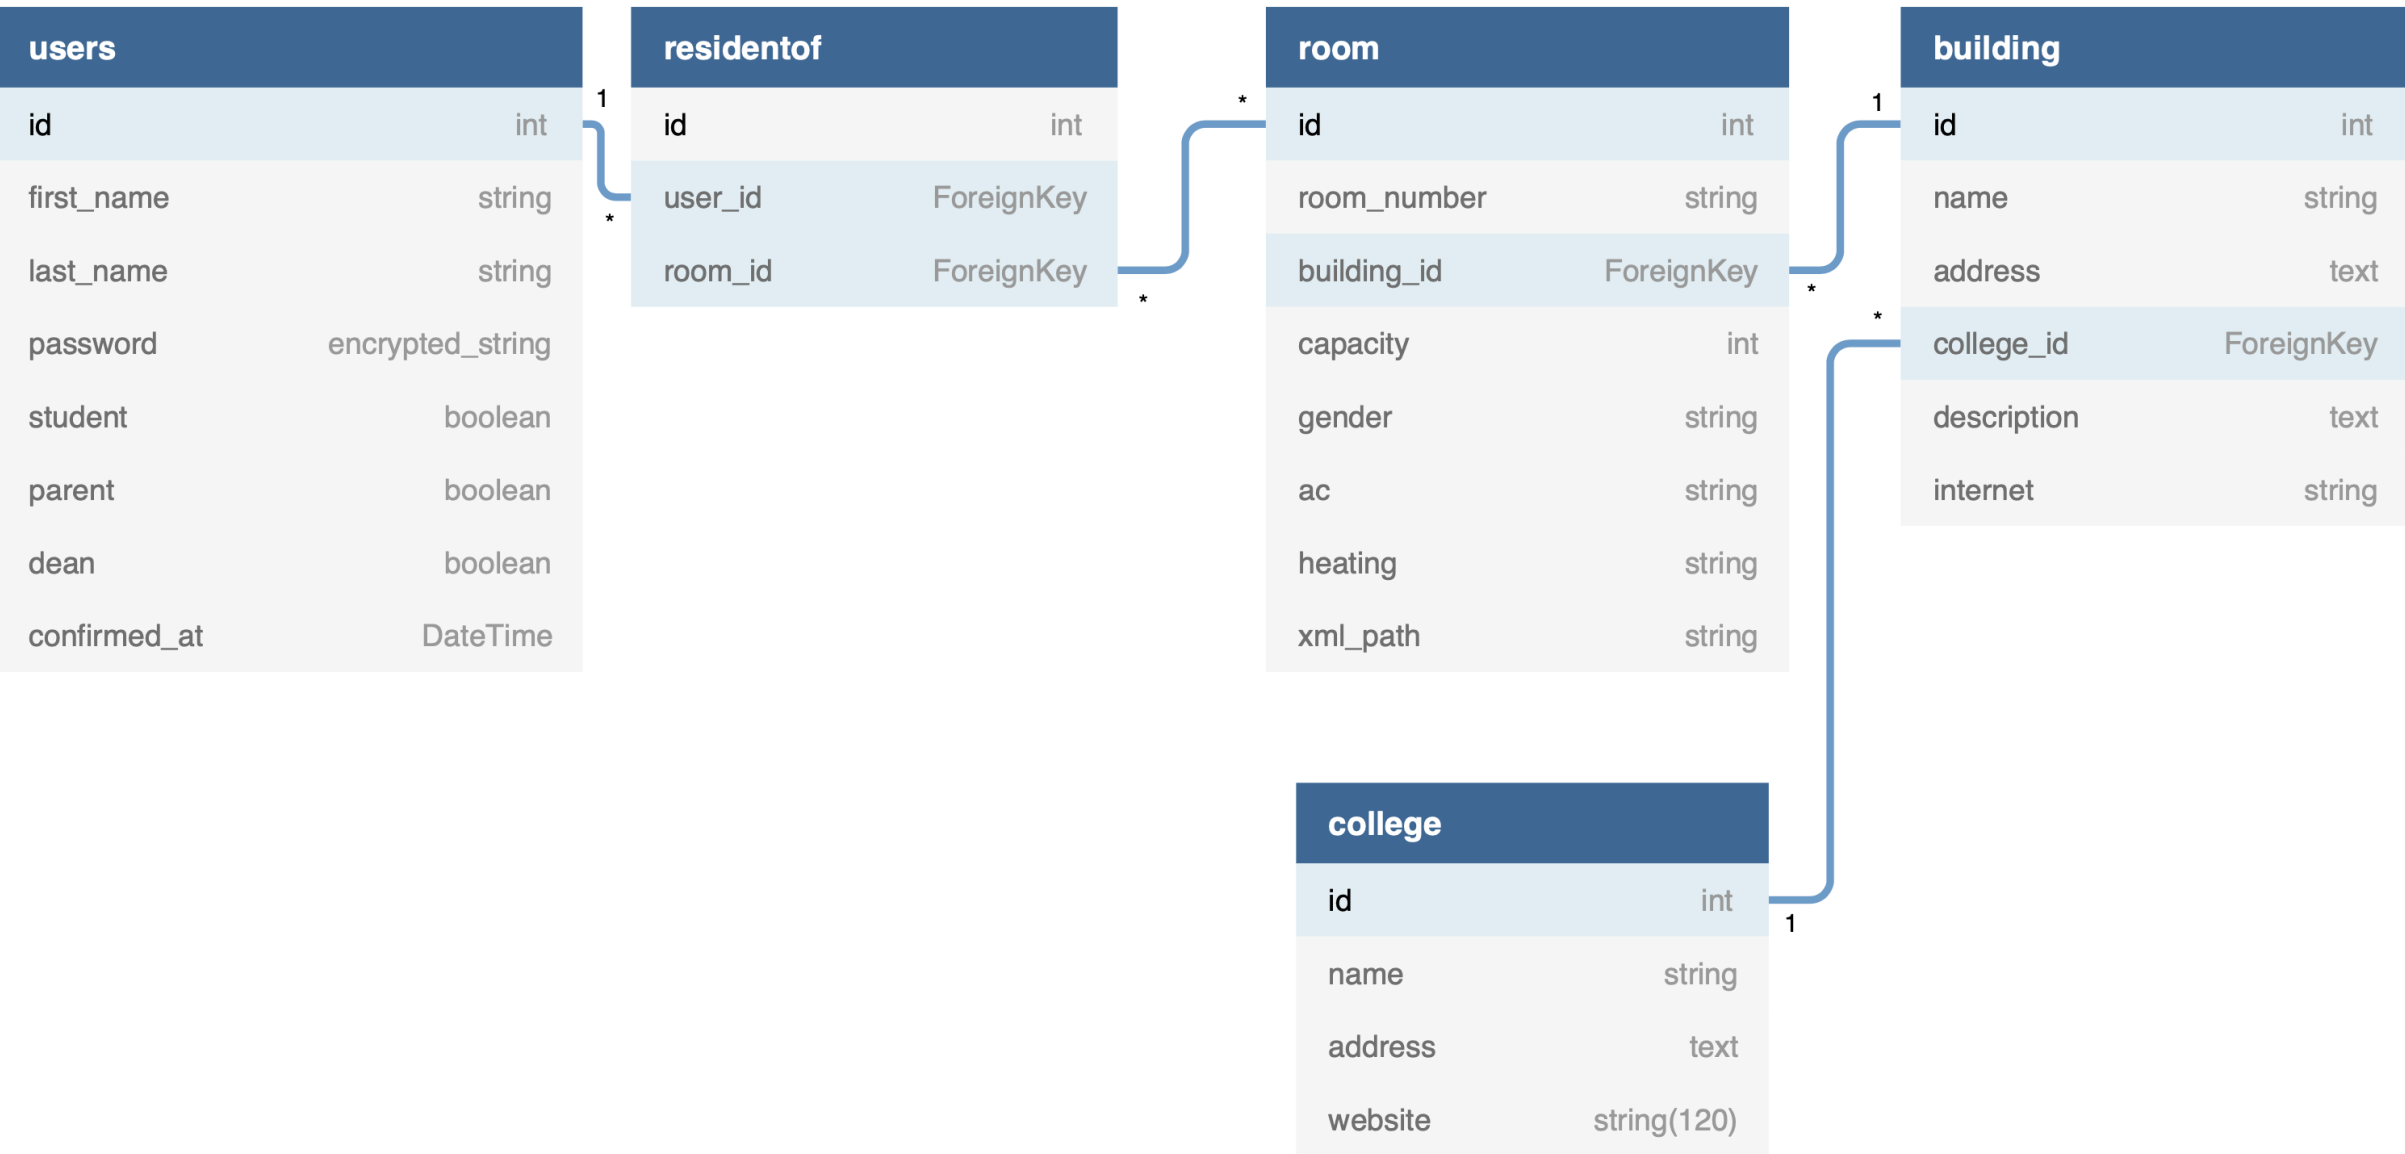 users
id int
first_name string
last_name string
password encrypted_string
student boolean
parent boolean
dean boolean
confirmed_at DateTime
1
*
residentof
id int
user_id ForeignKey
room_id ForeignKey
*
*
room
id int
room_number string
building_id ForeignKey
capacity int
gender string
ac string
heating string
xml_path string
1
*
*
building
id int
name string
address text
college_id ForeignKey
description text
internet string
college
id int
1
name string
address text
website string(120)